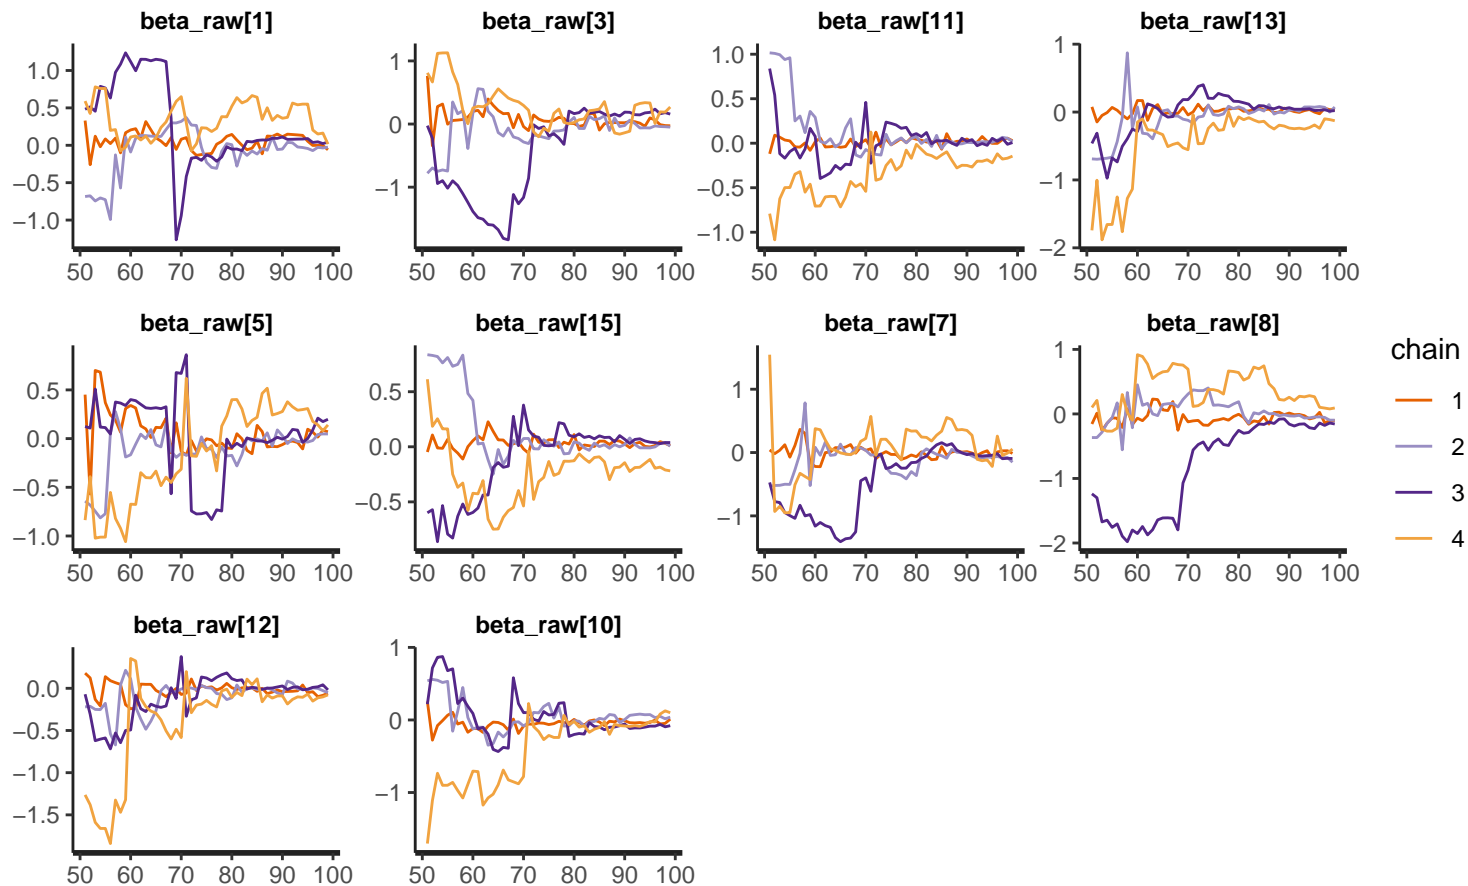 beta_raw[1] beta_raw[3] beta_raw[11] beta_raw[13]
1.0 0.5 0.0 −0.5 −1.0
1 0 −1
1.0 0.5 0.0 −0.5 −1.0
1 0 −1 −2
50 60 70 80 90 100 50 60 70 80 90 100 50 60 70 80 90 100 50 60 70 80 90 100
beta_raw[5] beta_raw[15] beta_raw[7] beta_raw[8]
0.5 0.0 −0.5 −1.0
0.5 0.0 −0.5
1 0 −1
1 0 −1 −2
50 60 70 80 90 100 50 60 70 80 90 100 50 60 70 80 90 100 50 60 70 80 90 100
chain
1
2
3
4
beta_raw[12] beta_raw[10]
0.0 −0.5 −1.0 −1.5
1 0 −1
50 60 70 80 90 100 50 60 70 80 90 100